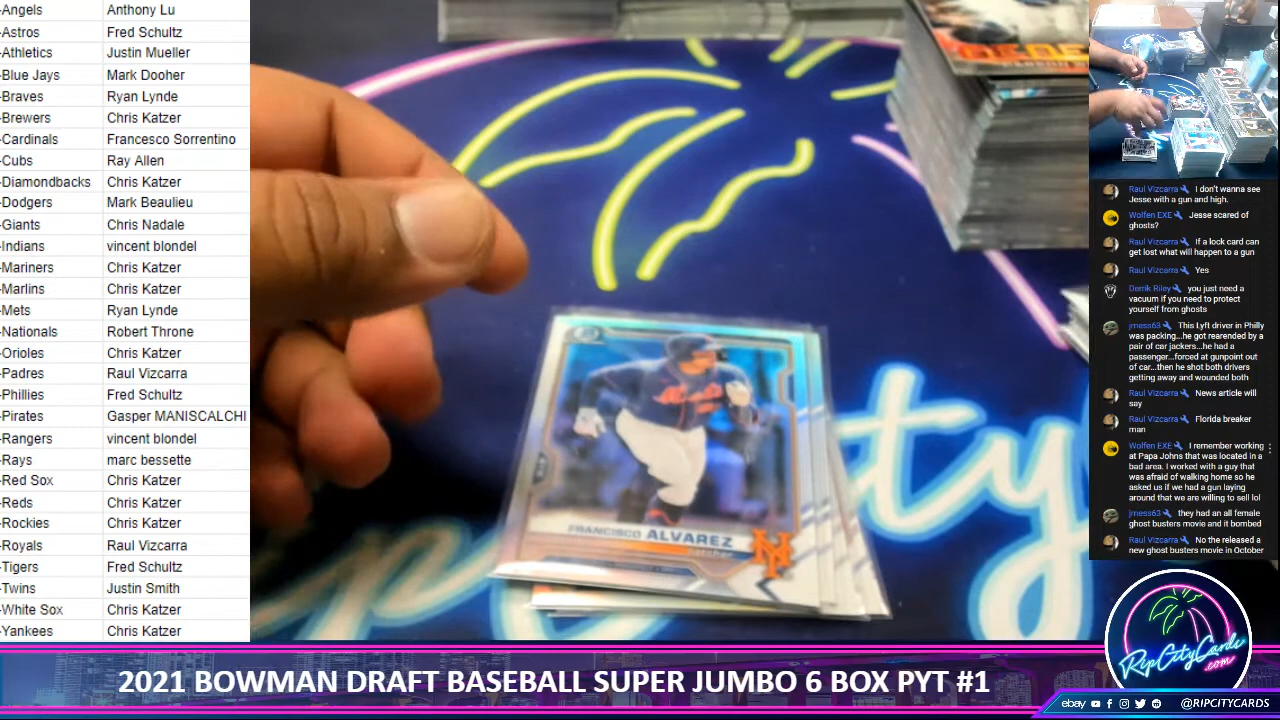 -Angels Anthony Lu
-Astros Fred Schultz
-Athletics Justin Mueller
-Blue Jays Mark Dooher
-Braves Ryan Lynde
-Brewers Chris Katzer
-Cardinals Francesco Sorrentino
-Cubs Ray Allen
-Diamondbacks Chris Katzer
-Dodgers Mark Beaulieu
-Giants Chris Nadale
-Indians vincent blondel
-Mariners Chris Katzer
-Marlins Chris Katzer
-Mets Ryan Lynde
-Nationals Robert Throne
-Orioles Chris Katzer
-Padres Raul Vizcarra
-Phillies Fred Schultz
-Pirates Gasper MANISCALCHI
-Rangers vincent blondel
-Rays marc bessette
-Red Sox Chris Katzer
-Reds Chris Katzer
-Rockies Chris Katzer
-Royals Raul Vizcarra
-Tigers Fred Schultz
-Twins Justin Smith
-White Sox Chris Katzer
-Yankees Chris Katzer
FRANCISCO ALVAREZ
catcher
NY
Raul Vizcarra I don't wanna see
Jesse with a gun and high.
Wolfen EXE Jesse scared of
ghosts?
Raul Vizcarra If a lock card can
get lost what will happen to a gun
Raul Vizcarra Yes
Derrik Riley you just need a
vacuum if you need to protect
yourself from ghosts
jmess63 This Lyft driver in Philly
was packing...he got rearended by a
pair of car jackers...he had a
passenger...forced at gunpoint out
of car...then he shot both drivers
getting away and wounded both
Raul Vizcarra News article will
say
Raul Vizcarra Florida breaker
man
Wolfen EXE I remember working
at Papa Johns that was located in a
bad area. I worked with a guy that
was afraid of walking home so he
asked us if we had a gun laying
around that we are willing to sell lol
jmess63 they had an all female
ghost busters movie and it bombed
Raul Vizcarra No the released a
new ghost busters movie in October
RipCityCards
.com
2021 BOWMAN DRAFT BASEBALL SUPER JUMBO 6 BOX PYT #1
ebay @RIPCITYCARDS